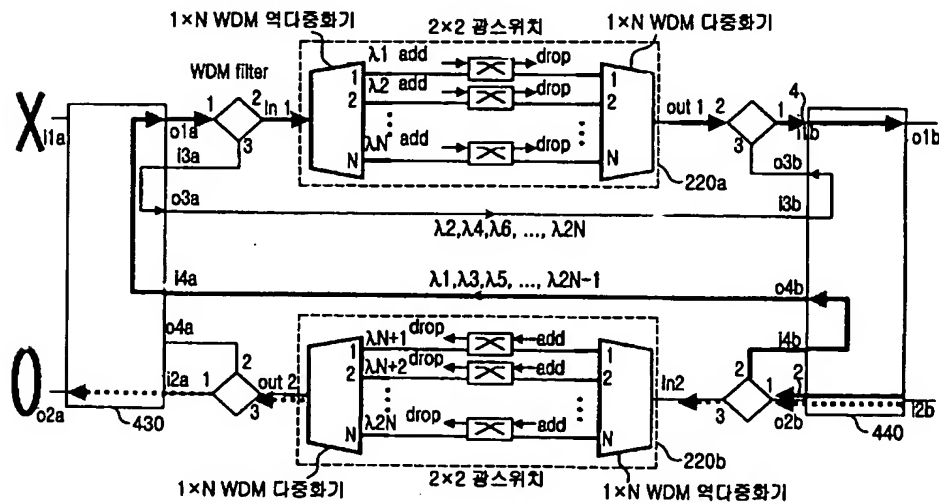 1×N WDM 역다중화기
2×2 광스위치
1×N WDM 다중화기
WDM filter
λ1 add drop
λ2 add drop
λN add drop
1
2
N
1
2
N
i1a
o1a
1
2
3
In 1
out 1
2
1
3
4
i1b
o1b
i3a
o3a
o3b
i3b
220a
λ2,λ4,λ6, ..., λ2N
λ1,λ3,λ5, ..., λ2N-1
i4a
o4b
o4a
i4b
λN+1 drop add
λN+2 drop add
λ2N drop add
1
2
N
1
2
N
o2a
i2a
1
2
3
out 2
In2
2
1
3
2
o2b
i2b
430
440
220b
1×N WDM 다중화기
2×2 광스위치
1×N WDM 역다중화기